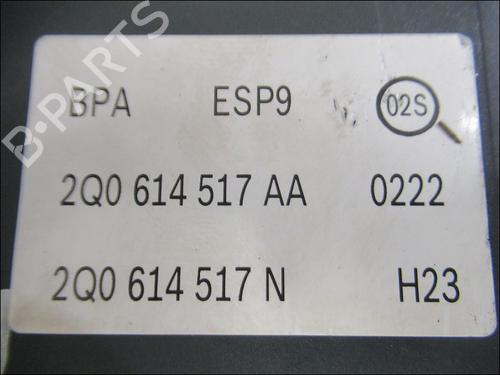 B-PARTS
BPA ESP9 02S
2Q0 614 517 AA 0222
2Q0 614 517 N H23